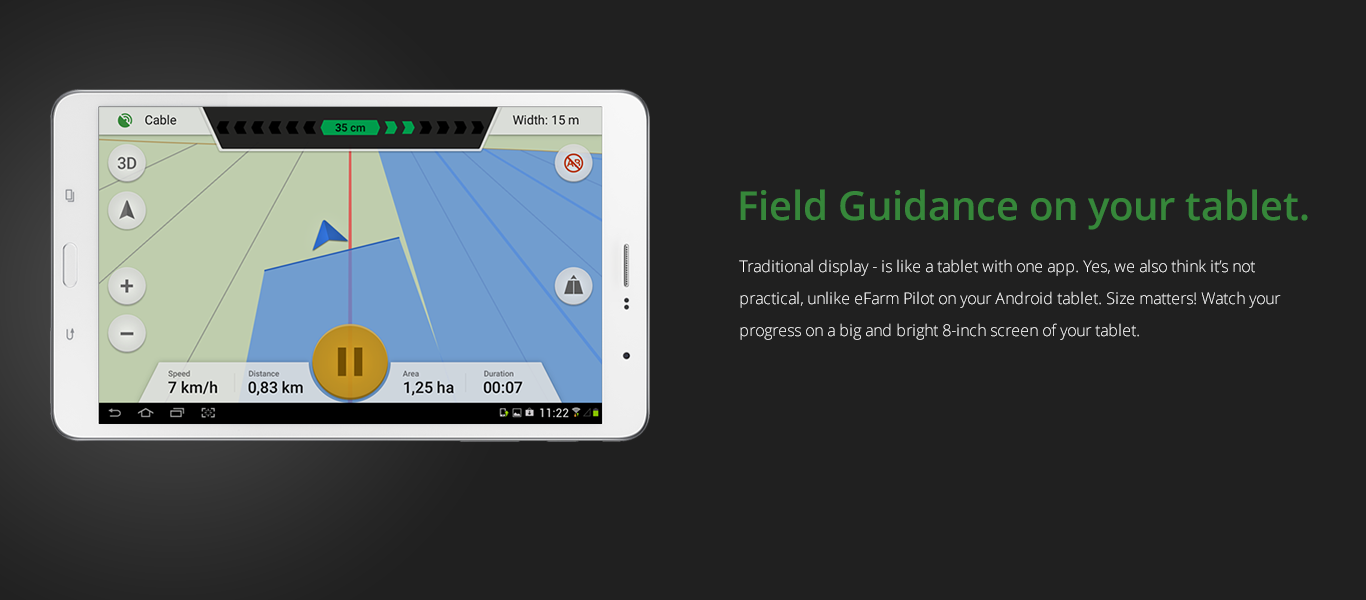 Cable
35 cm
Width: 15 m
3D
AB
Speed
7 km/h
Distance
0,83 km
Area
1,25 ha
Duration
00:07
11:22
Field Guidance on your tablet.
Traditional display - is like a tablet with one app. Yes, we also think it’s not
practical, unlike eFarm Pilot on your Android tablet. Size matters! Watch your
progress on a big and bright 8-inch screen of your tablet.